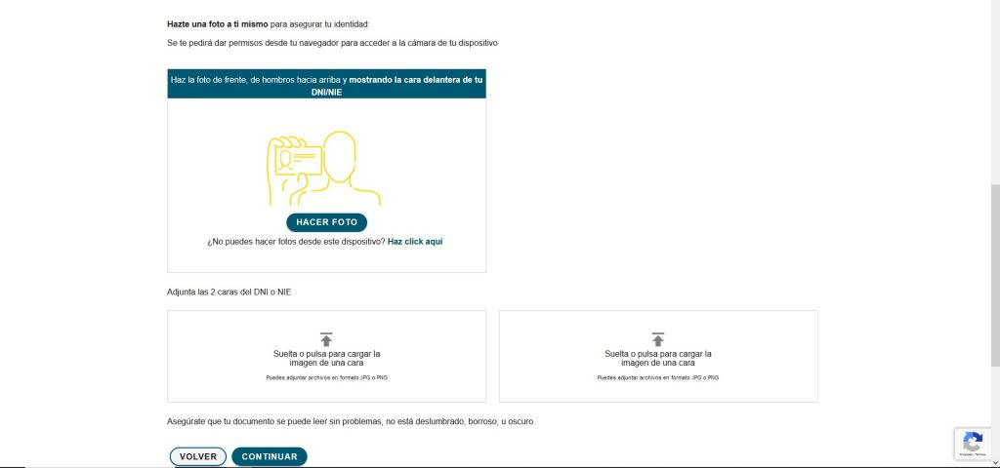 Hazte una foto a ti mismo para asegurar tu identidad:
Se te pedirá dar permisos desde tu navegador para acceder a la cámara de tu dispositivo
Haz la foto de frente, de hombros hacia arriba y mostrando la cara delantera de tu
DNI/NIE
HACER FOTO
¿No puedes hacer fotos desde este dispositivo? Haz click aquí
Adjunta las 2 caras del DNI o NIE
Suelta o pulsa para cargar la
imagen de una cara
Puedes adjuntar archivos en formato JPG o PNG
Suelta o pulsa para cargar la
imagen de una cara
Puedes adjuntar archivos en formato JPG o PNG
Asegúrate que tu documento se puede leer sin problemas, no está deslumbrado, borroso, u oscuro.
VOLVER
CONTINUAR